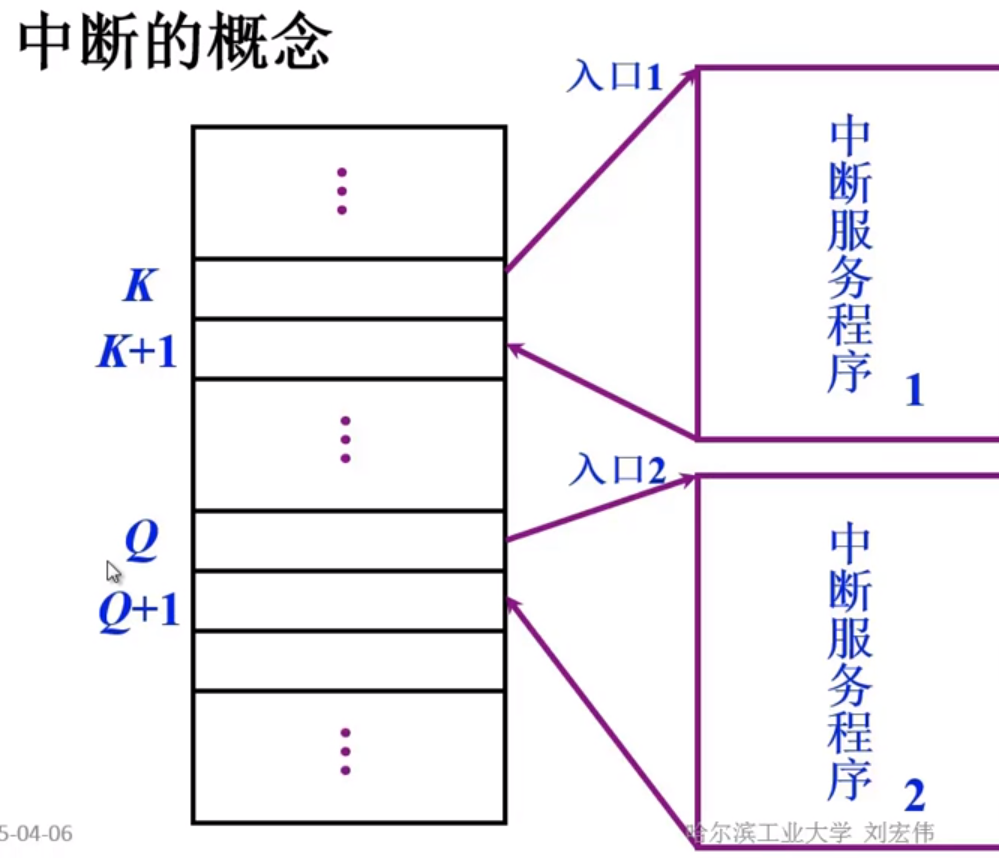 中断的概念
入口1
中断服务程序 1
K
K+1
入口2
Q
Q+1
中断服务程序 2
5-04-06
哈尔滨工业大学 刘宏伟